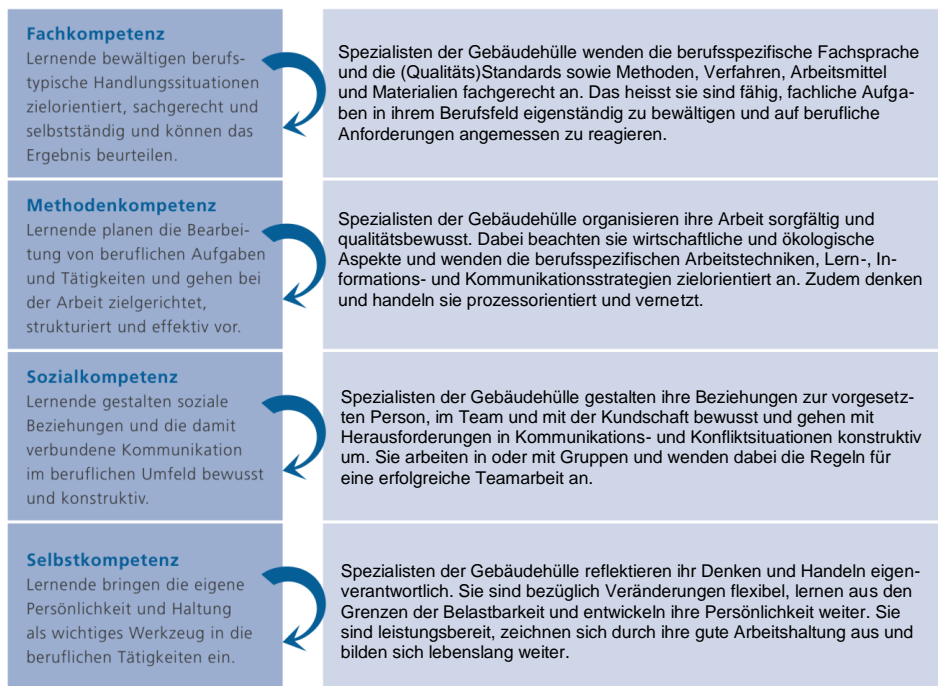 Fachkompetenz
Lernende bewältigen berufs-
typische Handlungssituationen
zielorientiert, sachgerecht und
selbstständig und können das
Ergebnis beurteilen.
Spezialisten der Gebäudehülle wenden die berufsspezifische Fachsprache
und die (Qualitäts)Standards sowie Methoden, Verfahren, Arbeitsmittel
und Materialien fachgerecht an. Das heisst sie sind fähig, fachliche Aufga-
ben in ihrem Berufsfeld eigenständig zu bewältigen und auf berufliche
Anforderungen angemessen zu reagieren.
Methodenkompetenz
Lernende planen die Bearbei-
tung von beruflichen Aufgaben
und Tätigkeiten und gehen bei
der Arbeit zielgerichtet,
strukturiert und effektiv vor.
Spezialisten der Gebäudehülle organisieren ihre Arbeit sorgfältig und
qualitätsbewusst. Dabei beachten sie wirtschaftliche und ökologische
Aspekte und wenden die berufsspezifischen Arbeitstechniken, Lern-, In-
formations- und Kommunikationsstrategien zielorientiert an. Zudem denken
und handeln sie prozessorientiert und vernetzt.
Sozialkompetenz
Lernende gestalten soziale
Beziehungen und die damit
verbundene Kommunikation
im beruflichen Umfeld bewusst
und konstruktiv.
Spezialisten der Gebäudehülle gestalten ihre Beziehungen zur vorgesetz-
ten Person, im Team und mit der Kundschaft bewusst und gehen mit
Herausforderungen in Kommunikations- und Konfliktsituationen konstruktiv
um. Sie arbeiten in oder mit Gruppen und wenden dabei die Regeln für
eine erfolgreiche Teamarbeit an.
Selbstkompetenz
Lernende bringen die eigene
Persönlichkeit und Haltung
als wichtiges Werkzeug in die
beruflichen Tätigkeiten ein.
Spezialisten der Gebäudehülle reflektieren ihr Denken und Handeln eigen-
verantwortlich. Sie sind bezüglich Veränderungen flexibel, lernen aus den
Grenzen der Belastbarkeit und entwickeln ihre Persönlichkeit weiter. Sie
sind leistungsbereit, zeichnen sich durch ihre gute Arbeitshaltung aus und
bilden sich lebenslang weiter.